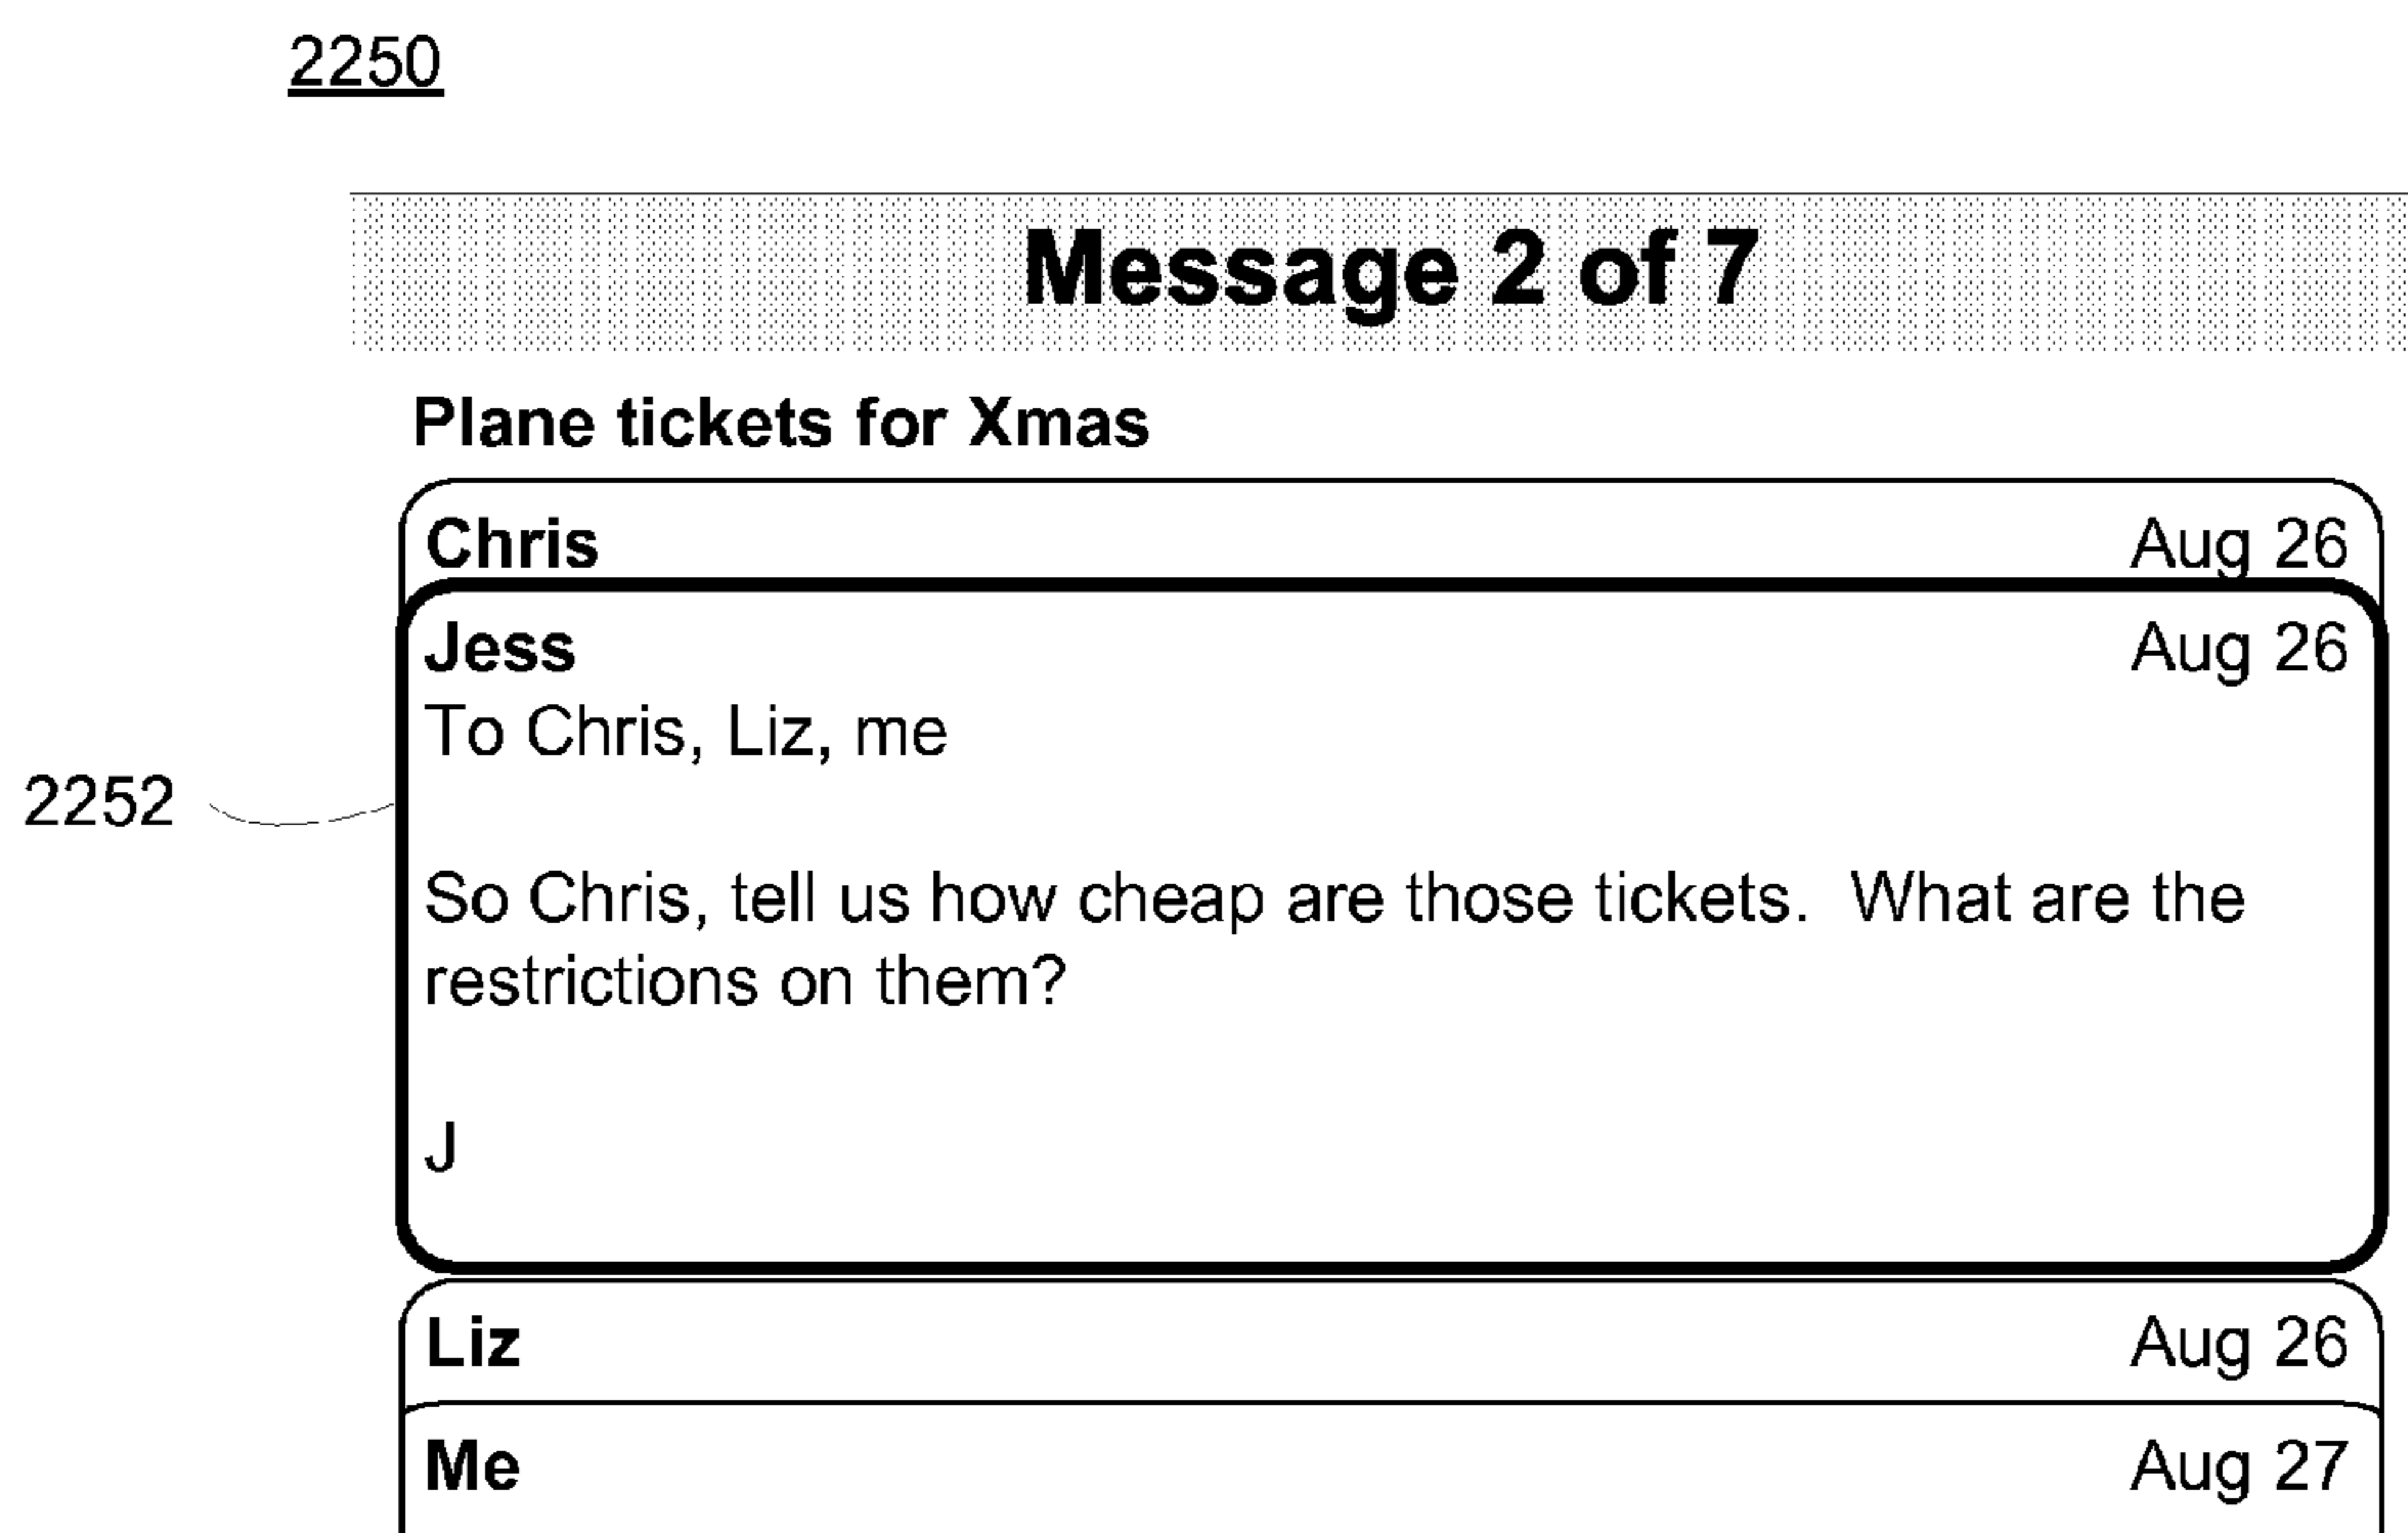 2250
Message 2 of 7
Plane tickets for Xmas
Chris Aug 26
Jess Aug 26
To Chris, Liz, me
2252
So Chris, tell us how cheap are those tickets.  What are the
restrictions on them?
J
Liz Aug 26
Me Aug 27